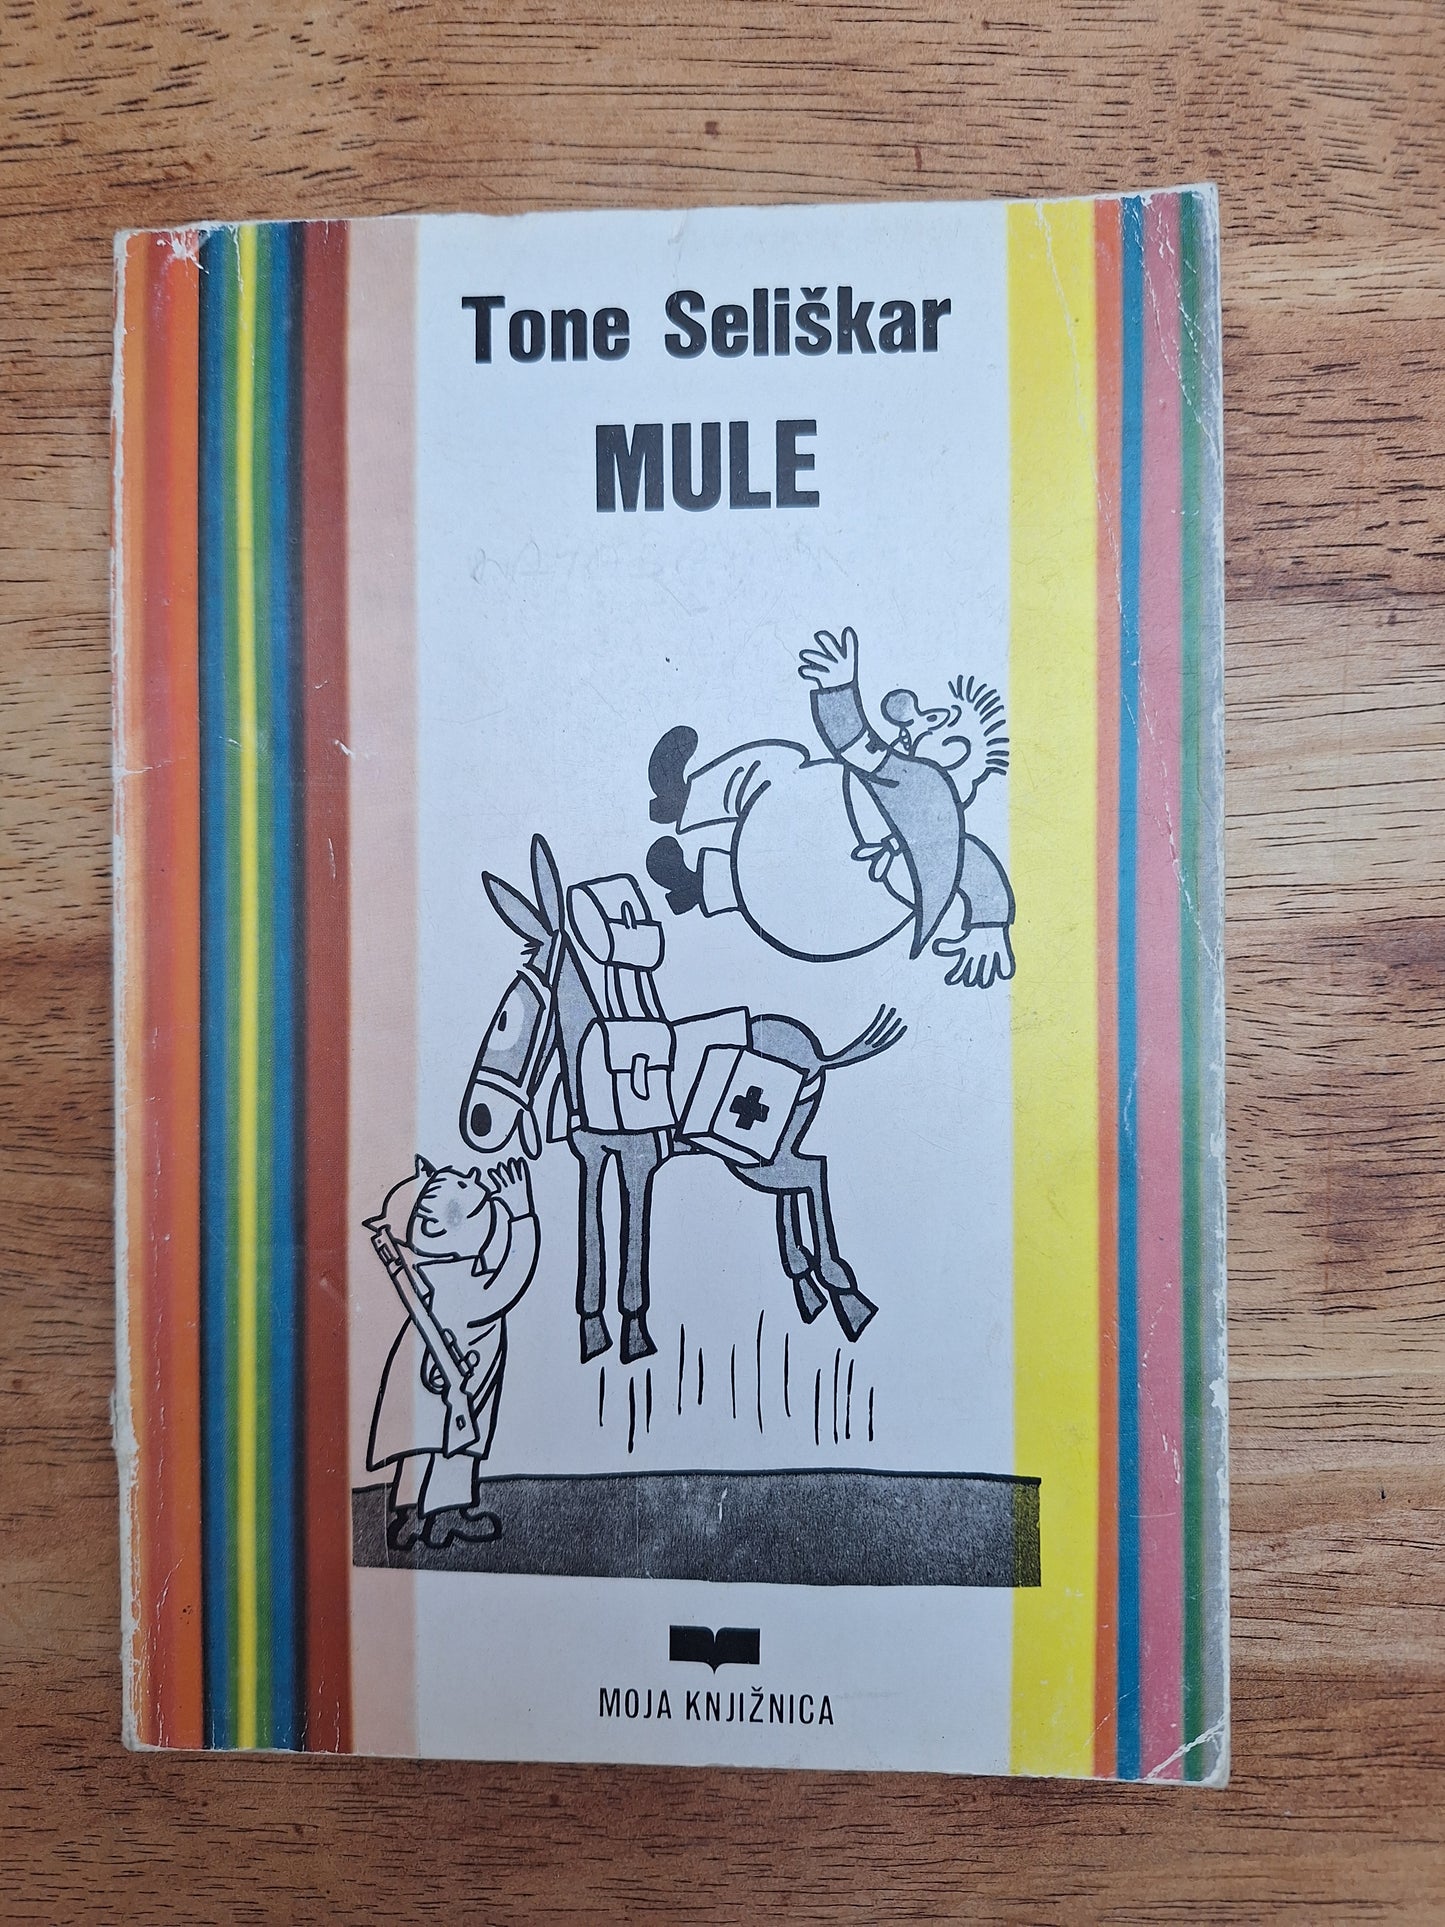 Tone Seliškar
MULE
MOJA KNJIŽNICA